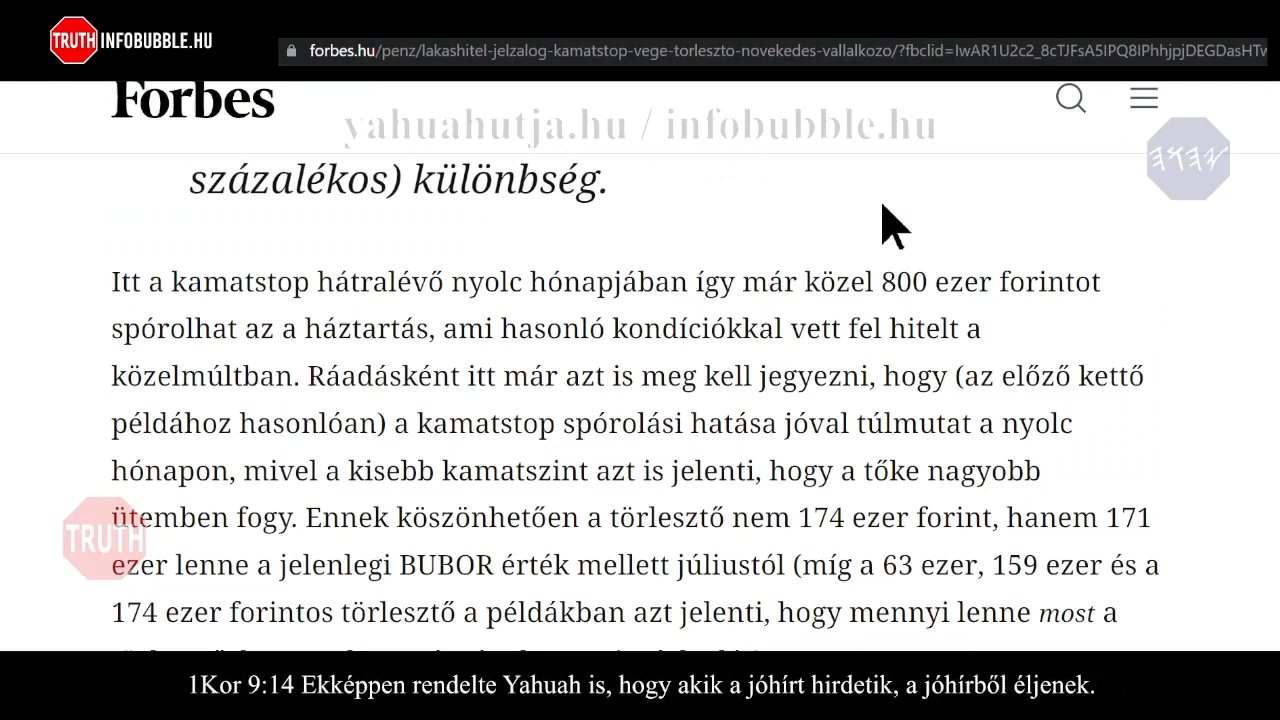 TRUTH INFOBUBBLE.HU
forbes.hu/penz/lakashitel-jelzalog-kamatstop-vege-torleszto-novekedes-vallalkozo/?fbclid=IwAR1U2c2_8cTJFsA5IPQ8IPhhjpjDEGDasHTw
Forbes
yahuahutja.hu / infobubble.hu
százalékos) különbség.
Itt a kamatstop hátralévő nyolc hónapjában így már közel 800 ezer forintot
spórolhat az a háztartás, ami hasonló kondíciókkal vett fel hitelt a
közelmúltban. Ráadásként itt már azt is meg kell jegyezni, hogy (az előző kettő
példához hasonlóan) a kamatstop spórolási hatása jóval túlmutat a nyolc
hónapon, mivel a kisebb kamatszint azt is jelenti, hogy a tőke nagyobb
ütemben fogy. Ennek köszönhetően a törlesztő nem 174 ezer forint, hanem 171
TRUTH
ezer lenne a jelenlegi BUBOR érték mellett júliustól (míg a 63 ezer, 159 ezer és a
174 ezer forintos törlesztő a példákban azt jelenti, hogy mennyi lenne most a
1Kor 9:14 Ekképpen rendelte Yahuah is, hogy akik a jóhírt hirdetik, a jóhírből éljenek.